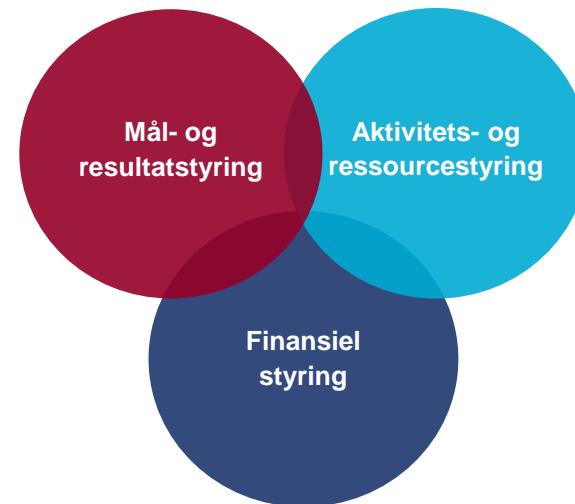 Mål- og
resultatstyring
Aktivitets- og
ressourcestyring
Finansiel
styring